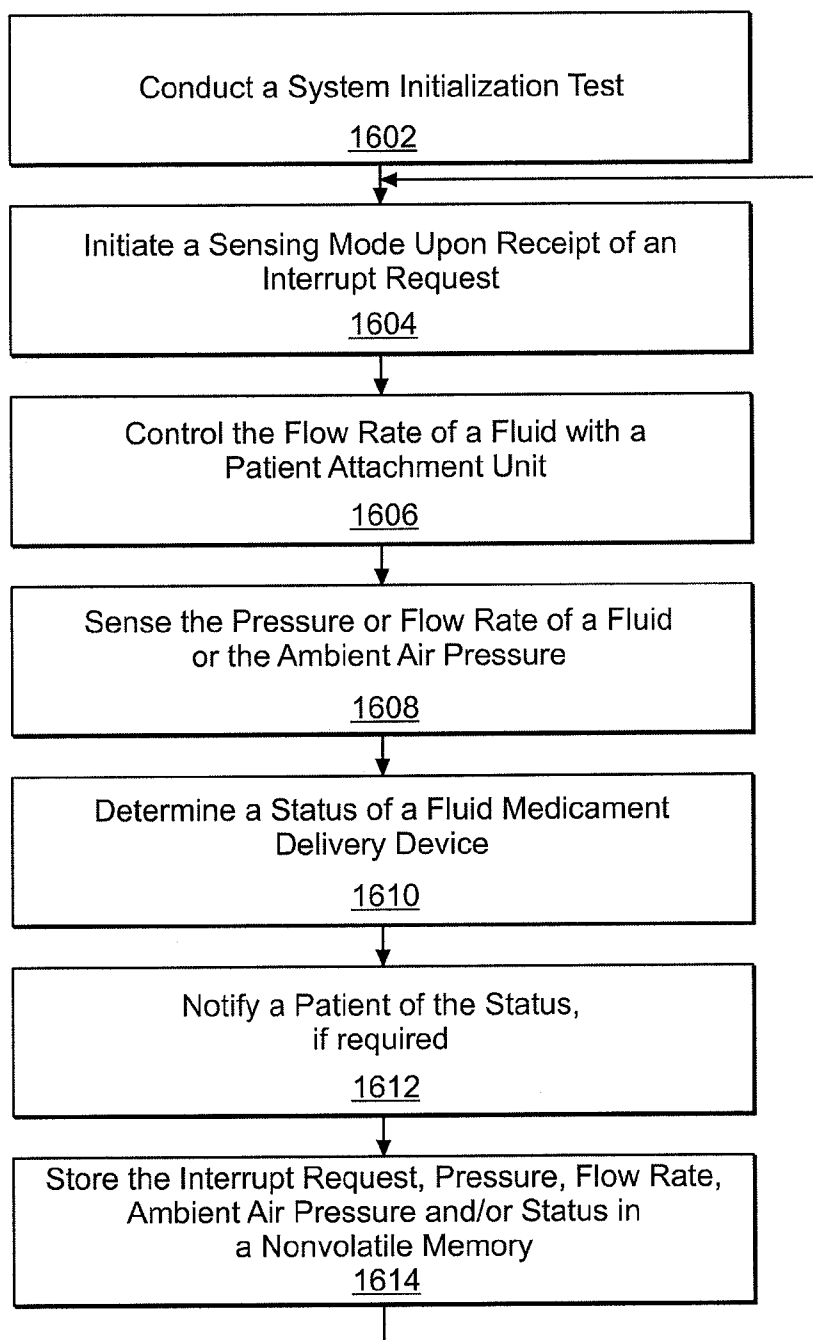 Conduct a System Initialization Test
1602
Initiate a Sensing Mode Upon Receipt of an
Interrupt Request
1604
Control the Flow Rate of a Fluid with a
Patient Attachment Unit
1606
Sense the Pressure or Flow Rate of a Fluid
or the Ambient Air Pressure
1608
Determine a Status of a Fluid Medicament
Delivery Device
1610
Notify a Patient of the Status,
if required
1612
Store the Interrupt Request, Pressure, Flow Rate,
Ambient Air Pressure and/or Status in
a Nonvolatile Memory
1614